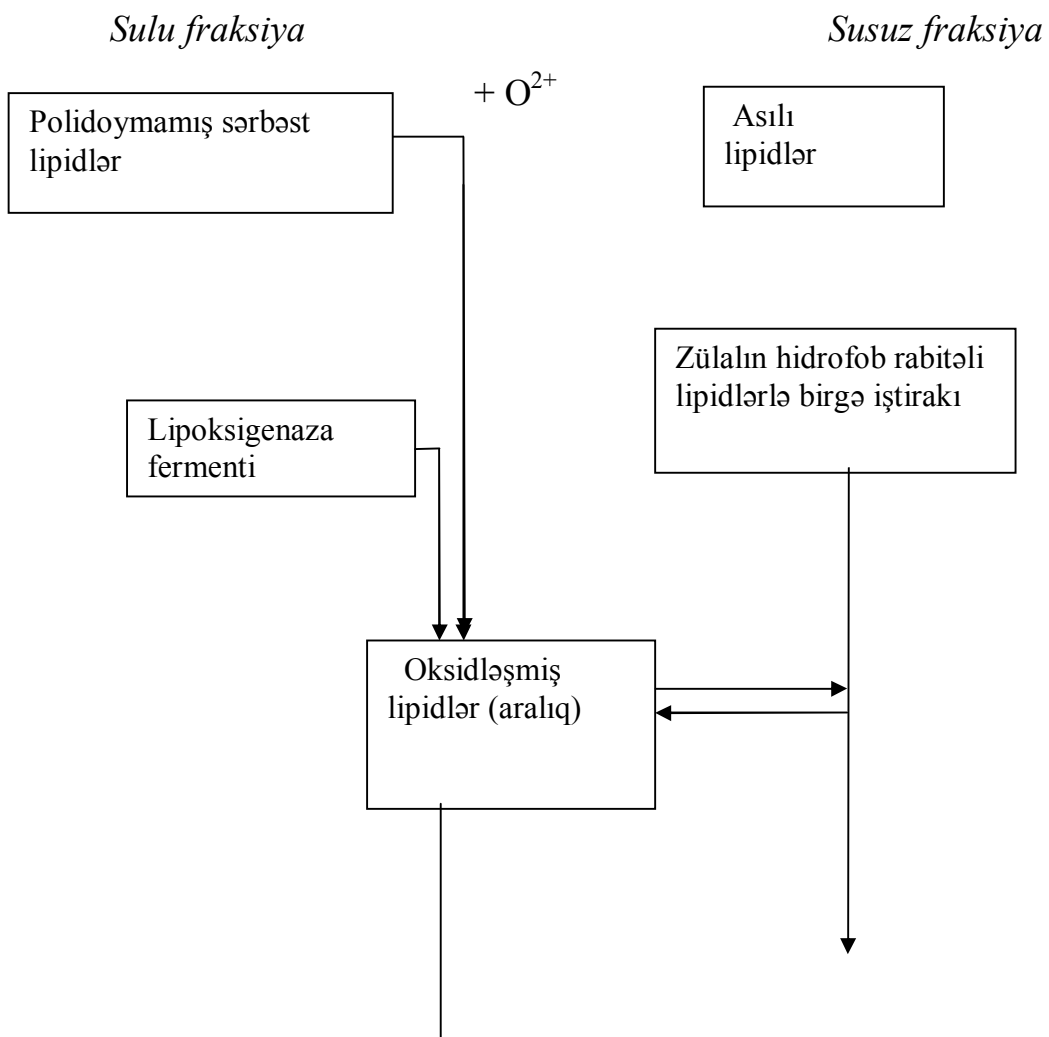 Sulu fraksiya
Susuz fraksiya
+ O²⁺
Polidoymamış sərbəst
lipidlər
Asılı
lipidlər
Zülalın hidrofob rabitəli
lipidlərlə birgə iştirakı
Lipoksigenaza
fermenti
Oksidləşmiş
lipidlər (aralıq)